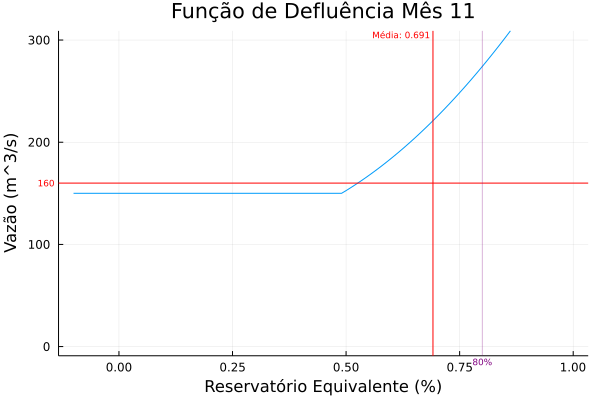 Função de Defluência Mês 11
Média: 0.691
300
200
160
100
0
Vazão (m^3/s)
0.00
0.25
0.50
0.75
80%
1.00
Reservatório Equivalente (%)